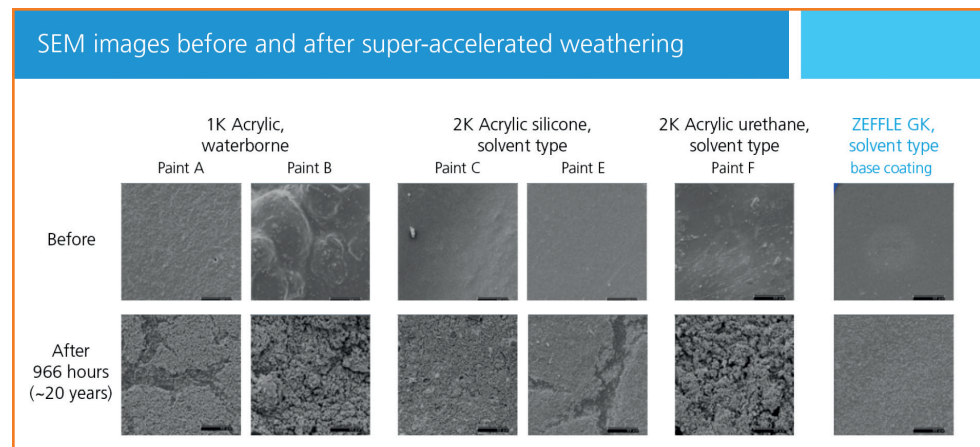 SEM images before and after super-accelerated weathering
1K Acrylic,
waterborne
2K Acrylic silicone,
solvent type
2K Acrylic urethane,
solvent type
ZEFFLE GK,
solvent type
Paint A
Paint B
Paint C
Paint E
Paint F
base coating
Before
After
966 hours
(~20 years)